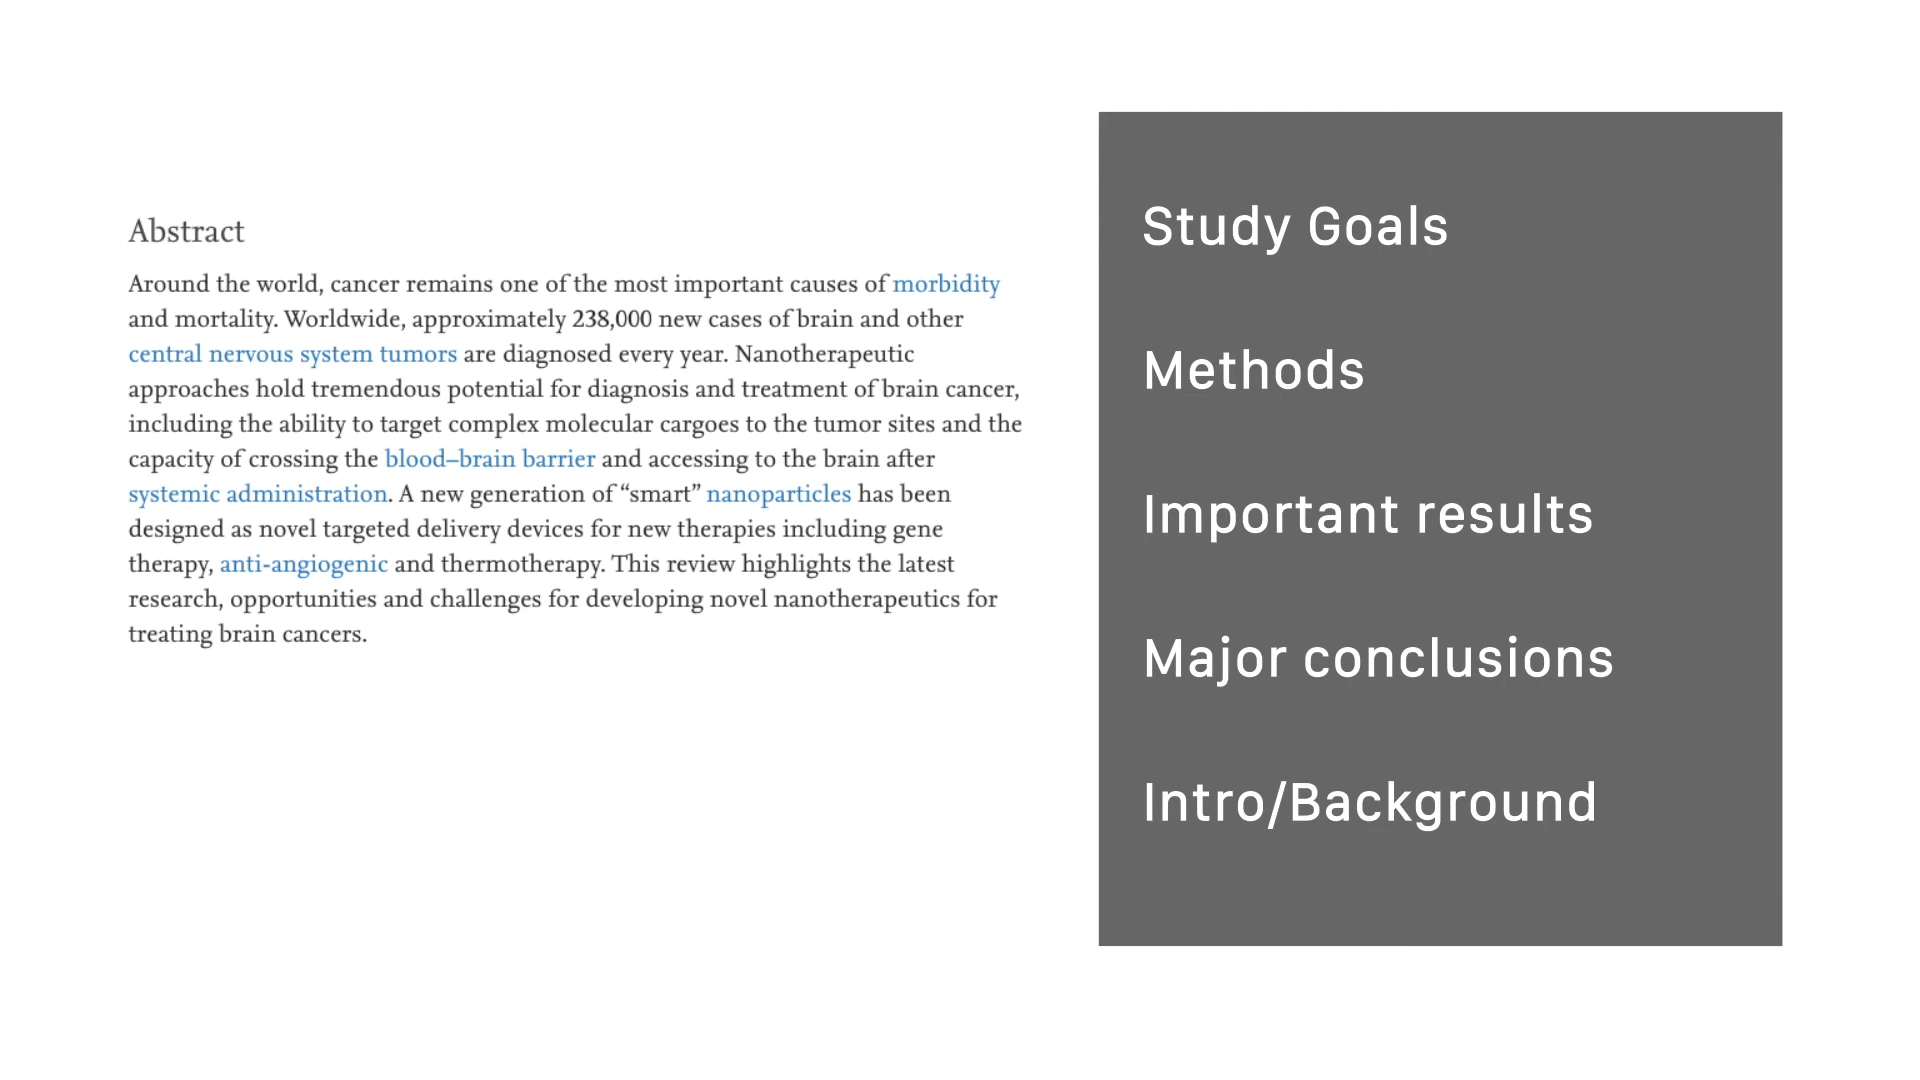 Abstract
Around the world, cancer remains one of the most important causes of morbidity
and mortality. Worldwide, approximately 238,000 new cases of brain and other
central nervous system tumors are diagnosed every year. Nanotherapeutic
approaches hold tremendous potential for diagnosis and treatment of brain cancer,
including the ability to target complex molecular cargoes to the tumor sites and the
capacity of crossing the blood–brain barrier and accessing to the brain after
systemic administration. A new generation of “smart” nanoparticles has been
designed as novel targeted delivery devices for new therapies including gene
therapy, anti-angiogenic and thermotherapy. This review highlights the latest
research, opportunities and challenges for developing novel nanotherapeutics for
treating brain cancers.
Study Goals
Methods
Important results
Major conclusions
Intro/Background